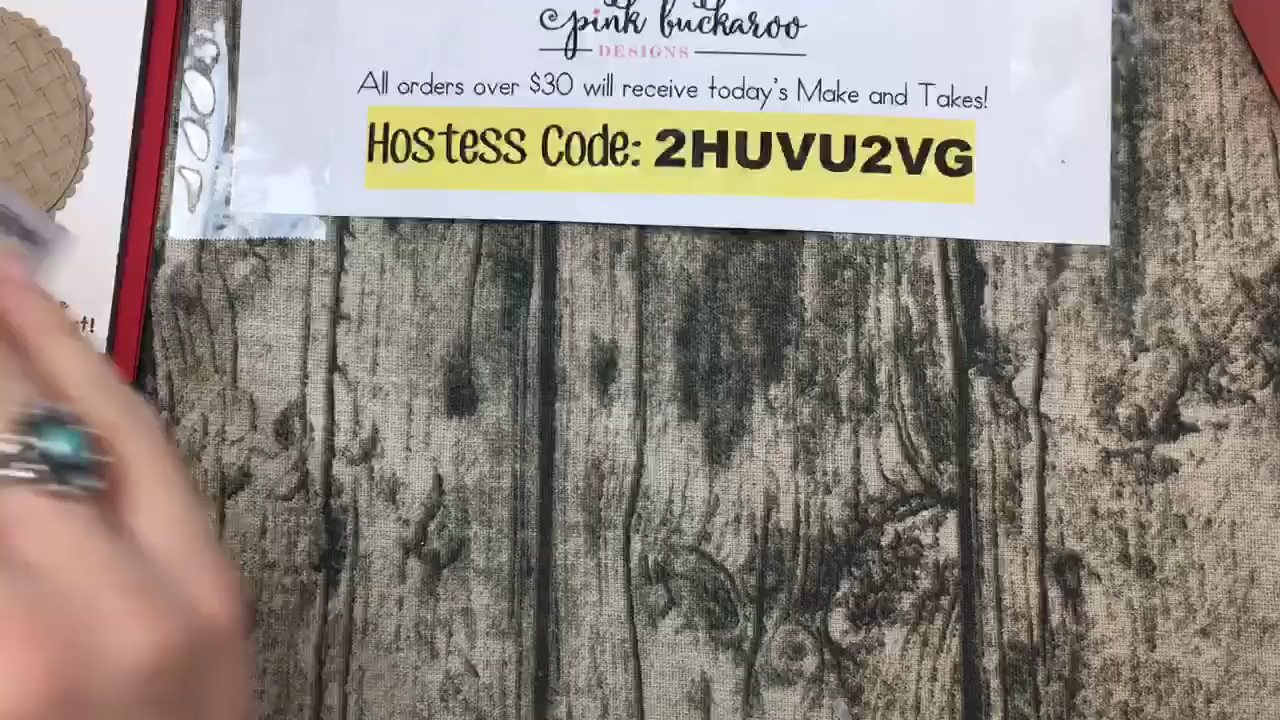 pink buckaroo
DESIGNS
All orders over $30 will receive today's Make and Takes!
Hostess Code: 2HUVU2VG